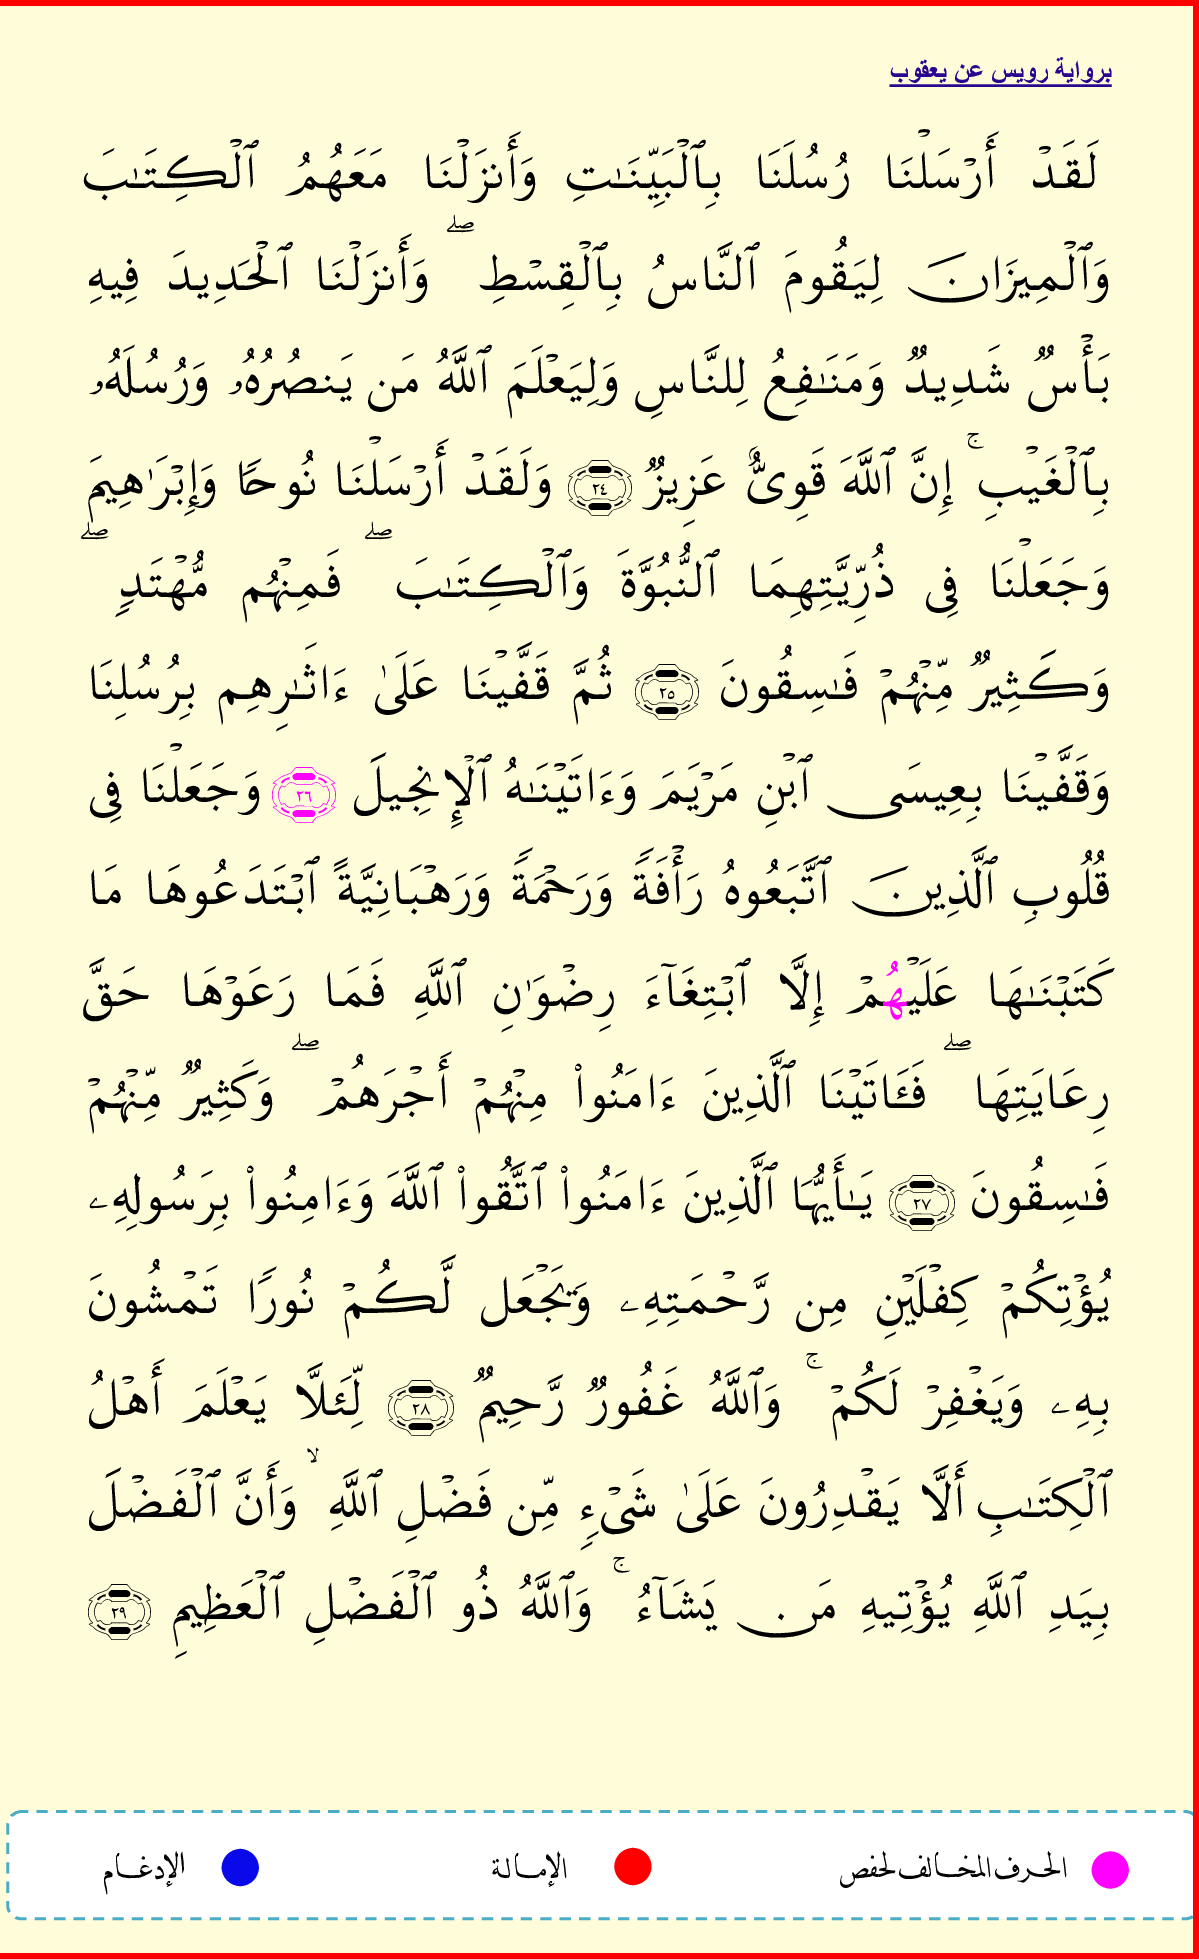 برواية رويس عن يعقوب
لَقَدۡ أَرۡسَلۡنَا رُسُلَنَا بِٱلۡبَيِّنَٰتِ وَأَنزَلۡنَا مَعَهُمُ ٱلۡكِتَٰبَ
وَٱلۡمِيزَانَ لِيَقُومَ ٱلنَّاسُ بِٱلۡقِسۡطِۖ وَأَنزَلۡنَا ٱلۡحَدِيدَ فِيهِ
بَأۡسٞ شَدِيدٞ وَمَنَٰفِعُ لِلنَّاسِ وَلِيَعۡلَمَ ٱللَّهُ مَن يَنصُرُهُۥ وَرُسُلَهُۥ
بِٱلۡغَيۡبِۚ إِنَّ ٱللَّهَ قَوِيٌّ عَزِيزٞ ٢٤ وَلَقَدۡ أَرۡسَلۡنَا نُوحٗا وَإِبۡرَٰهِيمَ
وَجَعَلۡنَا فِي ذُرِّيَّتِهِمَا ٱلنُّبُوَّةَ وَٱلۡكِتَٰبَۖ فَمِنۡهُم مُّهۡتَدٖۖ
وَكَثِيرٞ مِّنۡهُمۡ فَٰسِقُونَ ٢٥ ثُمَّ قَفَّيۡنَا عَلَىٰ ءَاثَٰرِهِم بِرُسُلِنَا
وَقَفَّيۡنَا بِعِيسَى ٱبۡنِ مَرۡيَمَ وَءَاتَيۡنَٰهُ ٱلۡإِنجِيلَ ٢٦ وَجَعَلۡنَا فِي
قُلُوبِ ٱلَّذِينَ ٱتَّبَعُوهُ رَأۡفَةٗ وَرَحۡمَةٗ وَرَهۡبَانِيَّةً ٱبۡتَدَعُوهَا مَا
كَتَبۡنَٰهَا عَلَيۡهُمۡ إِلَّا ٱبۡتِغَآءَ رِضۡوَٰنِ ٱللَّهِ فَمَا رَعَوۡهَا حَقَّ
رِعَايَتِهَاۖ فَـَٔاتَيۡنَا ٱلَّذِينَ ءَامَنُواْ مِنۡهُمۡ أَجۡرَهُمۡۖ وَكَثِيرٞ مِّنۡهُمۡ
فَٰسِقُونَ ٢٧ يَٰٓأَيُّهَا ٱلَّذِينَ ءَامَنُواْ ٱتَّقُواْ ٱللَّهَ وَءَامِنُواْ بِرَسُولِهِۦ
يُؤۡتِكُمۡ كِفۡلَيۡنِ مِن رَّحۡمَتِهِۦ وَيَجۡعَل لَّكُمۡ نُورٗا تَمۡشُونَ
بِهِۦ وَيَغۡفِرۡ لَكُمۡۚ وَٱللَّهُ غَفُورٞ رَّحِيمٞ ٢٨ لِّئَلَّا يَعۡلَمَ أَهۡلُ
ٱلۡكِتَٰبِ أَلَّا يَقۡدِرُونَ عَلَىٰ شَيۡءٖ مِّن فَضۡلِ ٱللَّهِۙ وَأَنَّ ٱلۡفَضۡلَ
بِيَدِ ٱللَّهِ يُؤۡتِيهِ مَن يَشَآءُۚ وَٱللَّهُ ذُو ٱلۡفَضۡلِ ٱلۡعَظِيمِ ٢٩
الحرف المخالف لحفص الإمالة الإدغام